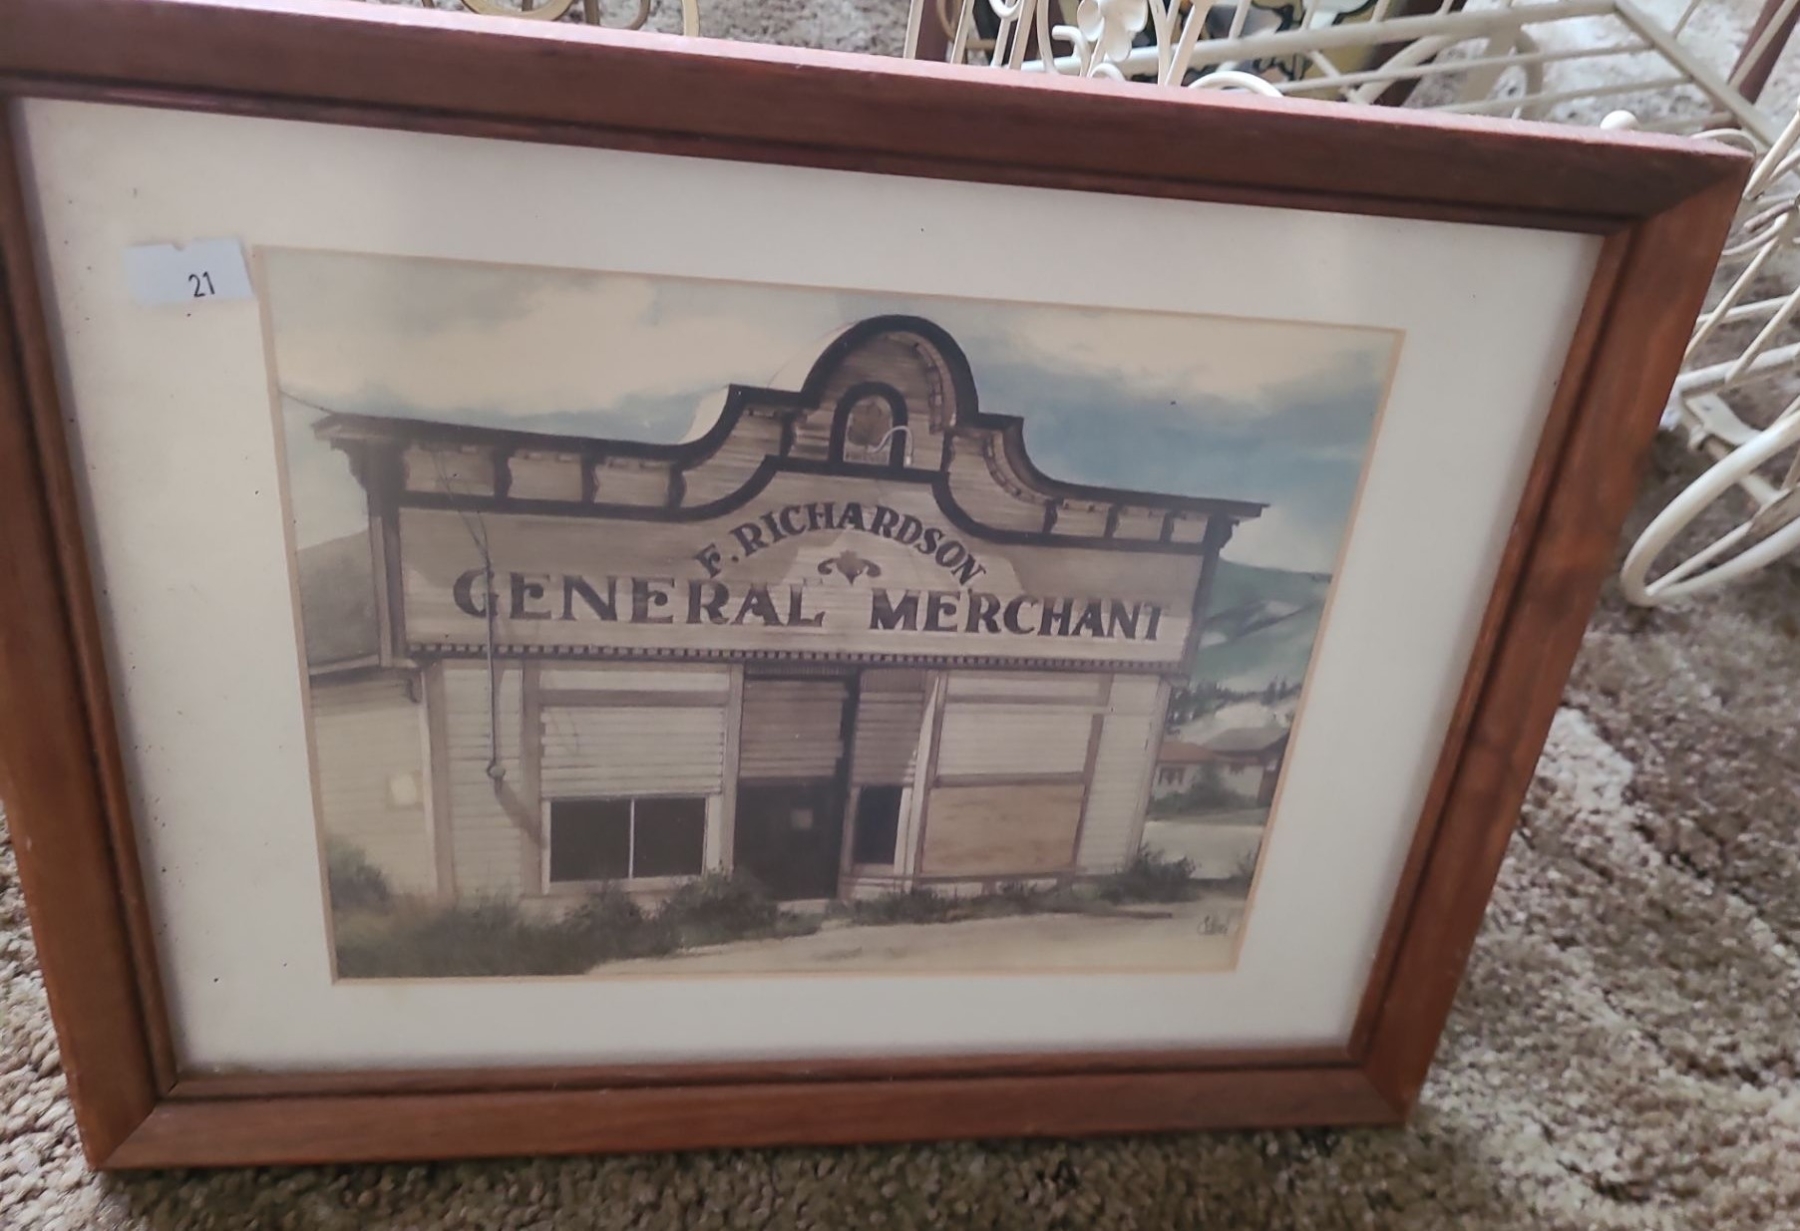 21
F. RICHARDSON
GENERAL MERCHANT